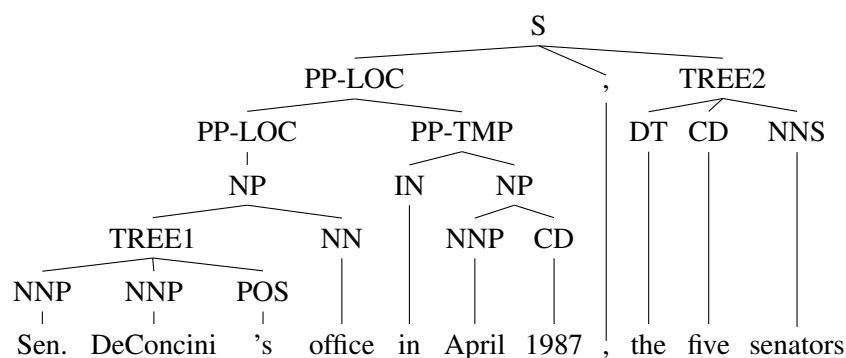 S
PP-LOC , TREE2
PP-LOC PP-TMP DT CD NNS
NP IN NP
TREE1 NN NNP CD
NNP NNP POS
Sen. DeConcini 's office in April 1987 , the five senators